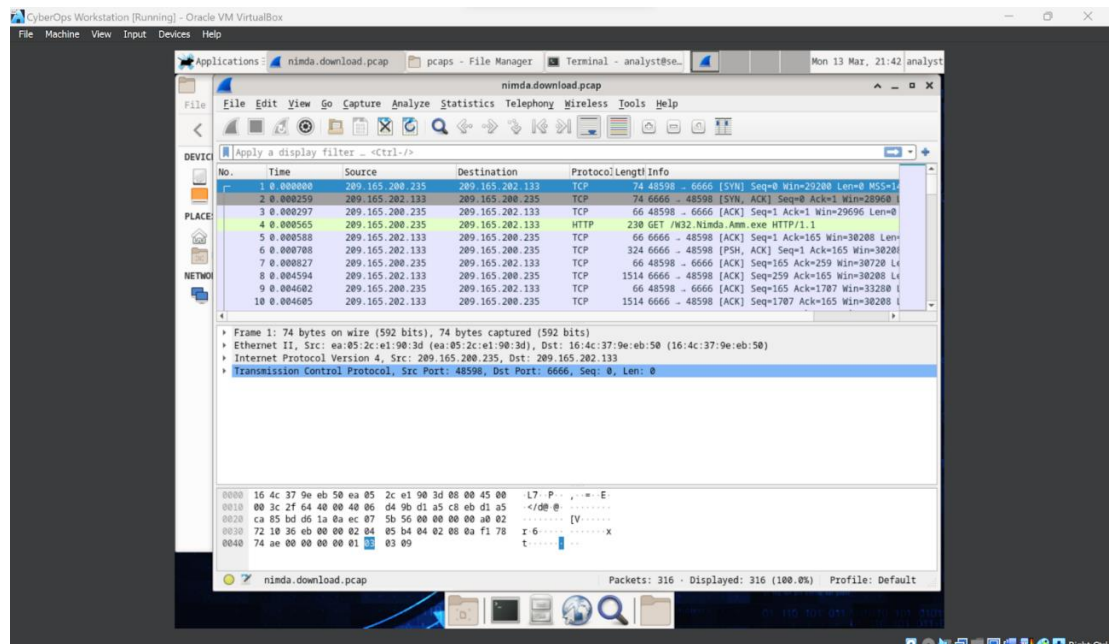 CyberOps Workstation [Running] - Oracle VM VirtualBox
File Machine View Input Devices Help
Applications nimda.download.pcap pcaps - File Manager Terminal - analyst@se… Mon 13 Mar, 21:42 analyst
nimda.download.pcap
File
File Edit View Go Capture Analyze Statistics Telephony Wireless Tools Help
DEVIC
Apply a display filter … <Ctrl-/>
No. Time Source Destination Protocol Length Info
1 0.000000 209.165.200.235 209.165.202.133 TCP 74 48598 → 6666 [SYN] Seq=0 Win=29200 Len=0 MSS=14
2 0.000259 209.165.202.133 209.165.200.235 TCP 74 6666 → 48598 [SYN, ACK] Seq=0 Ack=1 Win=28960 L
PLACE
3 0.000297 209.165.200.235 209.165.202.133 TCP 66 48598 → 6666 [ACK] Seq=1 Ack=1 Win=29696 Len=0
4 0.000565 209.165.200.235 209.165.202.133 HTTP 230 GET /W32.Nimda.Amm.exe HTTP/1.1
5 0.000588 209.165.202.133 209.165.200.235 TCP 66 6666 → 48598 [ACK] Seq=1 Ack=165 Win=30208 Len=
6 0.000708 209.165.202.133 209.165.200.235 TCP 324 6666 → 48598 [PSH, ACK] Seq=1 Ack=165 Win=30208
7 0.000827 209.165.200.235 209.165.202.133 TCP 66 48598 → 6666 [ACK] Seq=165 Ack=259 Win=30720 Le
NETWO
8 0.004594 209.165.202.133 209.165.200.235 TCP 1514 6666 → 48598 [ACK] Seq=259 Ack=165 Win=30208 Le
9 0.004602 209.165.200.235 209.165.202.133 TCP 66 48598 → 6666 [ACK] Seq=165 Ack=1707 Win=33280 L
10 0.004605 209.165.202.133 209.165.200.235 TCP 1514 6666 → 48598 [ACK] Seq=1707 Ack=165 Win=30208 L
Frame 1: 74 bytes on wire (592 bits), 74 bytes captured (592 bits)
Ethernet II, Src: ea:05:2c:e1:90:3d (ea:05:2c:e1:90:3d), Dst: 16:4c:37:9e:eb:50 (16:4c:37:9e:eb:50)
Internet Protocol Version 4, Src: 209.165.200.235, Dst: 209.165.202.133
Transmission Control Protocol, Src Port: 48598, Dst Port: 6666, Seq: 0, Len: 0
0000 16 4c 37 9e eb 50 ea 05 2c e1 90 3d 08 00 45 00 ·L7··P·· ,··=··E·
0010 00 3c 2f 64 40 00 40 06 d4 9b d1 a5 c8 eb d1 a5 ·</d@·@· ········
0020 ca 85 bd d6 1a 0a ec 07 5b 56 00 00 00 00 a0 02 ········ [V······
0030 72 10 36 eb 00 00 02 04 05 b4 04 02 08 0a f1 78 r·6····· ·······x
0040 74 ae 00 00 00 00 01 03 03 09 t······· ··
nimda.download.pcap Packets: 316 · Displayed: 316 (100.0%) Profile: Default
Right Ctrl